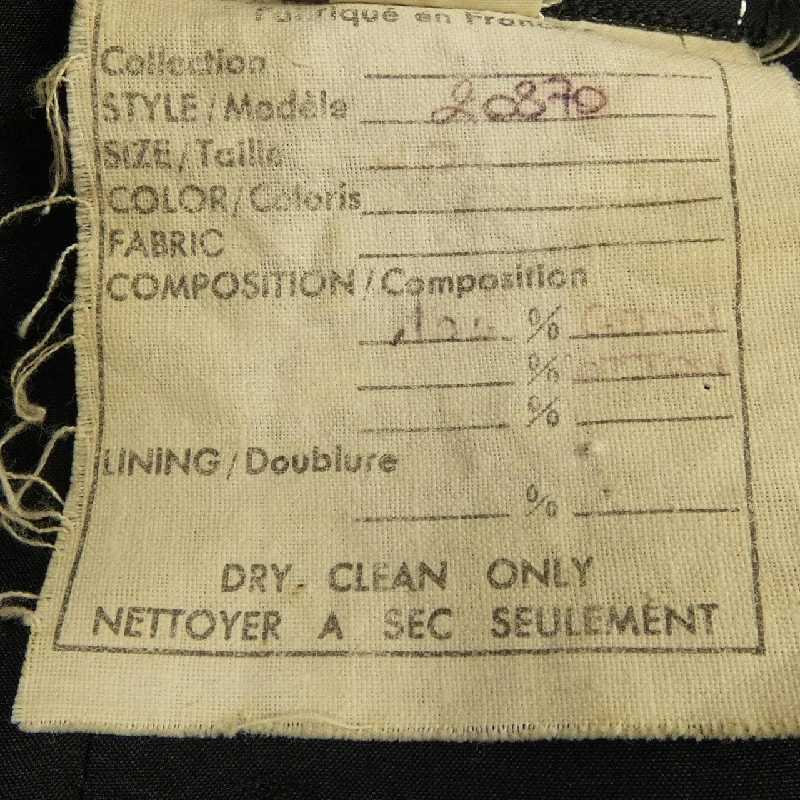 Fabriqué en France
Collection
STYLE/Modèle 20870
SIZE/Taille
COLOR/Coloris
FABRIC
COMPOSITION/Composition
100 %
%
%
LINING/Doublure
%
DRY. CLEAN ONLY
NETTOYER A SEC SEULEMENT